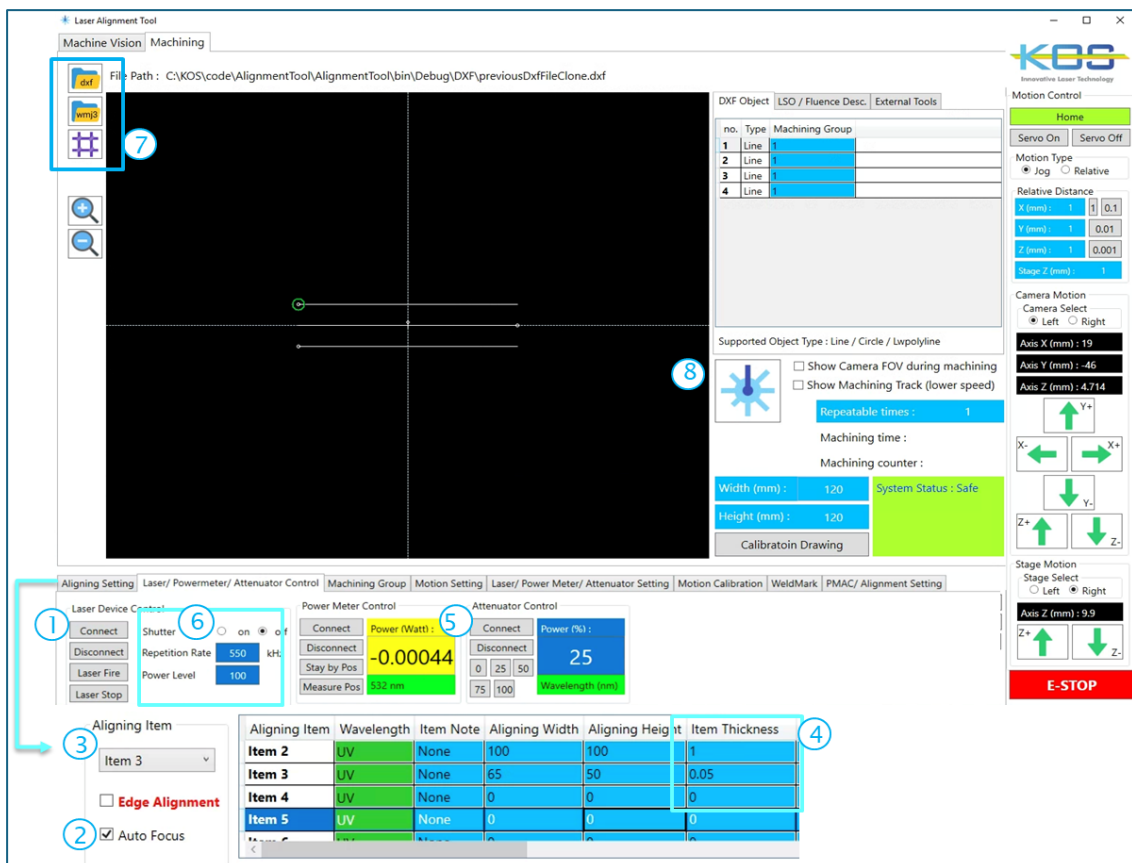 Laser Alignment Tool
Machine Vision Machining
dxf
File Path : C:\KOS\code\AlignmentTool\AlignmentTool\bin\Debug\DXF\previousDxfFileClone.dxf
wmj3
7
KOS
Innovative Laser Technology
DXF Object LSO / Fluence Desc. External Tools
no. Type Machining Group
1 Line 1
2 Line 1
3 Line 1
4 Line 1
Supported Object Type : Line / Circle / Lwpolyline
8
Show Camera FOV during machining
Show Machining Track (lower speed)
Repeatable times : 1
Machining time :
Machining counter :
Width (mm) : 120
Height (mm) : 120
System Status : Safe
Calibratoin Drawing
Motion Control
Home
Servo On Servo Off
Motion Type
Jog Relative
Relative Distance
X (mm) : 1 1 0.1
Y (mm) : 1 0.01
Z (mm) : 1 0.001
Stage Z (mm) : 1
Camera Motion
Camera Select
Left Right
Axis X (mm) : 19
Axis Y (mm) : -46
Axis Z (mm) : 4.714
Y+
X- X+
Y-
Z+ Z-
Stage Motion
Stage Select
Left Right
Axis Z (mm) : 9.9
Z+ Z-
E-STOP
Aligning Setting Laser/ Powermeter/ Attenuator Control Machining Group Motion Setting Laser/ Power Meter/ Attenuator Setting Motion Calibration WeldMark PMAC/ Alignment Setting
Laser Device Control
1
Connect
Disconnect
Laser Fire
Laser Stop
6
Shutter on off
Repetition Rate 550 kHz
Power Level 100
Power Meter Control
Connect
Disconnect
Stay by Pos
Measure Pos
Power (Watt) :
-0.00044
532 nm
5
Attenuator Control
Connect
Disconnect
0 25 50
75 100
Power (%) :
25
Wavelength (nm)
Aligning Item
3
Item 3
Edge Alignment
2
Auto Focus
4
Aligning Item Wavelength Item Note Aligning Width Aligning Height Item Thickness
Item 2 UV None 100 100 1
Item 3 UV None 65 50 0.05
Item 4 UV None 0 0 0
Item 5 UV None 0 0 0